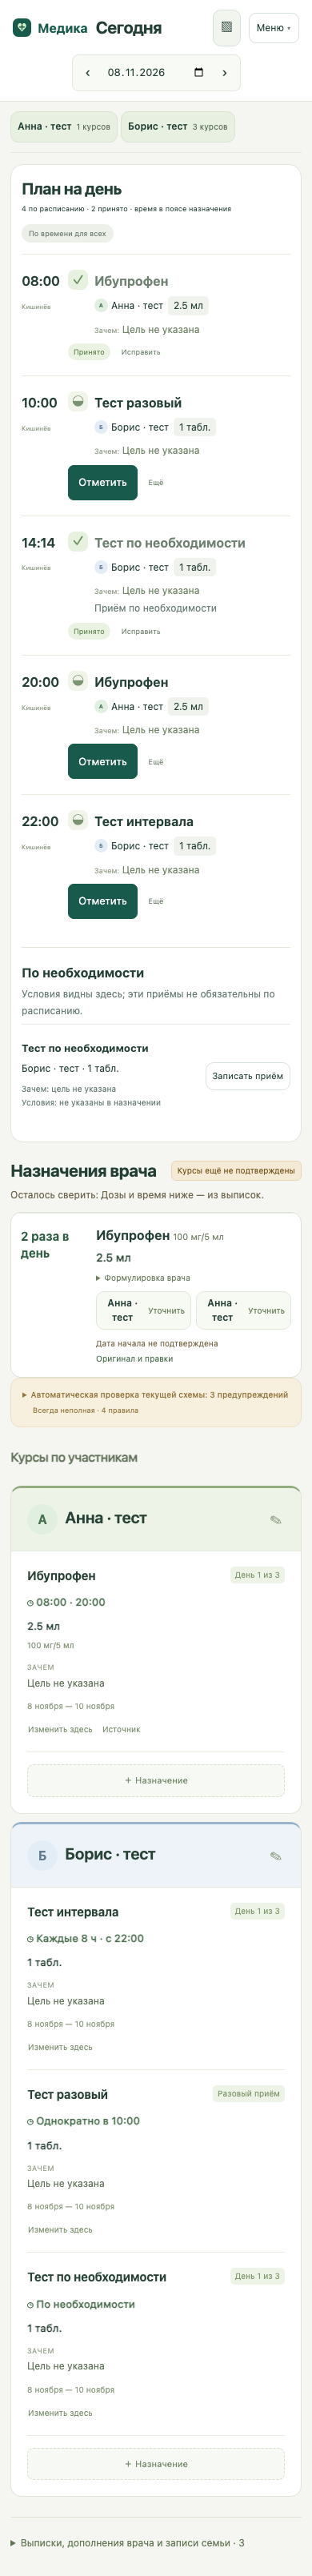 Медика Сегодня
Меню
08.11.2026
Анна · тест 1 курсов
Борис · тест 3 курсов
План на день
4 по расписанию · 2 принято · время в поясе назначения
По времени для всех
08:00 Ибупрофен
Кишинёв
А Анна · тест 2.5 мл
Зачем: Цель не указана
Принято Исправить
10:00 Тест разовый
Кишинёв
Б Борис · тест 1 табл.
Зачем: Цель не указана
Отметить Ещё
14:14 Тест по необходимости
Кишинёв
Б Борис · тест 1 табл.
Зачем: Цель не указана
Приём по необходимости
Принято Исправить
20:00 Ибупрофен
Кишинёв
А Анна · тест 2.5 мл
Зачем: Цель не указана
Отметить Ещё
22:00 Тест интервала
Кишинёв
Б Борис · тест 1 табл.
Зачем: Цель не указана
Отметить Ещё
По необходимости
Условия видны здесь; эти приёмы не обязательны по
расписанию.
Тест по необходимости
Борис · тест · 1 табл.
Записать приём
Зачем: цель не указана
Условия: не указаны в назначении
Назначения врача
Курсы ещё не подтверждены
Осталось сверить: Дозы и время ниже — из выписок.
2 раза в
день
Ибупрофен 100 мг/5 мл
2.5 мл
Формулировка врача
Анна ·
тест
Уточнить
Анна ·
тест
Уточнить
Дата начала не подтверждена
Оригинал и правки
Автоматическая проверка текущей схемы: 3 предупреждений
Всегда неполная · 4 правила
Курсы по участникам
А Анна · тест
Ибупрофен
День 1 из 3
08:00 · 20:00
2.5 мл
100 мг/5 мл
ЗАЧЕМ
Цель не указана
8 ноября — 10 ноября
Изменить здесь Источник
+ Назначение
Б Борис · тест
Тест интервала
День 1 из 3
Каждые 8 ч · с 22:00
1 табл.
ЗАЧЕМ
Цель не указана
8 ноября — 10 ноября
Изменить здесь
Тест разовый
Разовый приём
Однократно в 10:00
1 табл.
ЗАЧЕМ
Цель не указана
8 ноября — 10 ноября
Изменить здесь
Тест по необходимости
День 1 из 3
По необходимости
1 табл.
ЗАЧЕМ
Цель не указана
8 ноября — 10 ноября
Изменить здесь
+ Назначение
Выписки, дополнения врача и записи семьи · 3